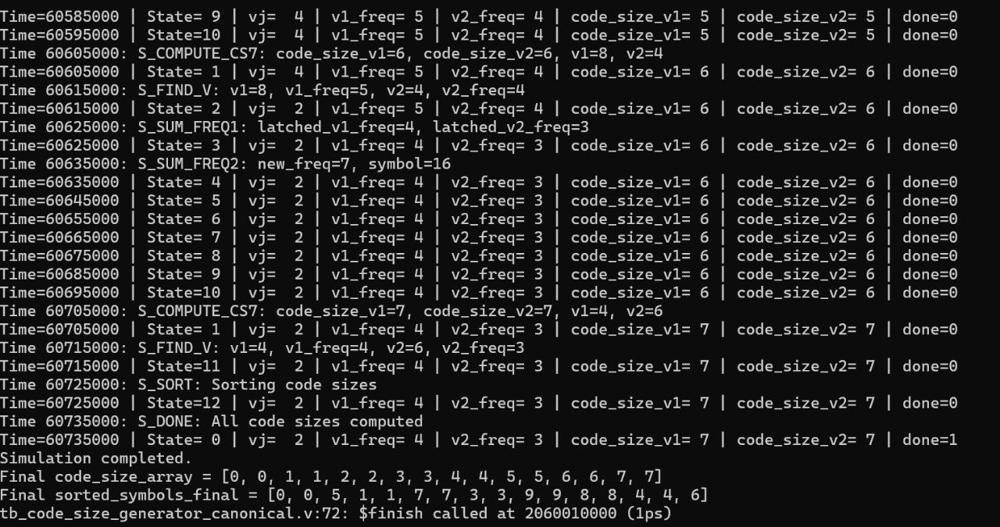 Time=60585000 | State= 9 | vj=  4 | v1_freq= 5 | v2_freq= 4 | code_size_v1= 5 | code_size_v2= 5 | done=0
Time=60595000 | State=10 | vj=  4 | v1_freq= 5 | v2_freq= 4 | code_size_v1= 5 | code_size_v2= 5 | done=0
Time 60605000: S_COMPUTE_CS7: code_size_v1=6, code_size_v2=6, v1=8, v2=4
Time=60605000 | State= 1 | vj=  4 | v1_freq= 5 | v2_freq= 4 | code_size_v1= 6 | code_size_v2= 6 | done=0
Time 60615000: S_FIND_V: v1=8, v1_freq=5, v2=4, v2_freq=4
Time=60615000 | State= 2 | vj=  2 | v1_freq= 5 | v2_freq= 4 | code_size_v1= 6 | code_size_v2= 6 | done=0
Time 60625000: S_SUM_FREQ1: latched_v1_freq=4, latched_v2_freq=3
Time=60625000 | State= 3 | vj=  2 | v1_freq= 4 | v2_freq= 3 | code_size_v1= 6 | code_size_v2= 6 | done=0
Time 60635000: S_SUM_FREQ2: new_freq=7, symbol=16
Time=60635000 | State= 4 | vj=  2 | v1_freq= 4 | v2_freq= 3 | code_size_v1= 6 | code_size_v2= 6 | done=0
Time=60645000 | State= 5 | vj=  2 | v1_freq= 4 | v2_freq= 3 | code_size_v1= 6 | code_size_v2= 6 | done=0
Time=60655000 | State= 6 | vj=  2 | v1_freq= 4 | v2_freq= 3 | code_size_v1= 6 | code_size_v2= 6 | done=0
Time=60665000 | State= 7 | vj=  2 | v1_freq= 4 | v2_freq= 3 | code_size_v1= 6 | code_size_v2= 6 | done=0
Time=60675000 | State= 8 | vj=  2 | v1_freq= 4 | v2_freq= 3 | code_size_v1= 6 | code_size_v2= 6 | done=0
Time=60685000 | State= 9 | vj=  2 | v1_freq= 4 | v2_freq= 3 | code_size_v1= 6 | code_size_v2= 6 | done=0
Time=60695000 | State=10 | vj=  2 | v1_freq= 4 | v2_freq= 3 | code_size_v1= 6 | code_size_v2= 6 | done=0
Time 60705000: S_COMPUTE_CS7: code_size_v1=7, code_size_v2=7, v1=4, v2=6
Time=60705000 | State= 1 | vj=  2 | v1_freq= 4 | v2_freq= 3 | code_size_v1= 7 | code_size_v2= 7 | done=0
Time 60715000: S_FIND_V: v1=4, v1_freq=4, v2=6, v2_freq=3
Time=60715000 | State=11 | vj=  2 | v1_freq= 4 | v2_freq= 3 | code_size_v1= 7 | code_size_v2= 7 | done=0
Time 60725000: S_SORT: Sorting code sizes
Time=60725000 | State=12 | vj=  2 | v1_freq= 4 | v2_freq= 3 | code_size_v1= 7 | code_size_v2= 7 | done=0
Time 60735000: S_DONE: All code sizes computed
Time=60735000 | State= 0 | vj=  2 | v1_freq= 4 | v2_freq= 3 | code_size_v1= 7 | code_size_v2= 7 | done=1
Simulation completed.
Final code_size_array = [0, 0, 1, 1, 2, 2, 3, 3, 4, 4, 5, 5, 6, 6, 7, 7]
Final sorted_symbols_final = [0, 0, 5, 1, 1, 7, 7, 3, 3, 9, 9, 8, 8, 4, 4, 6]
tb_code_size_generator_canonical.v:72: $finish called at 2060010000 (1ps)